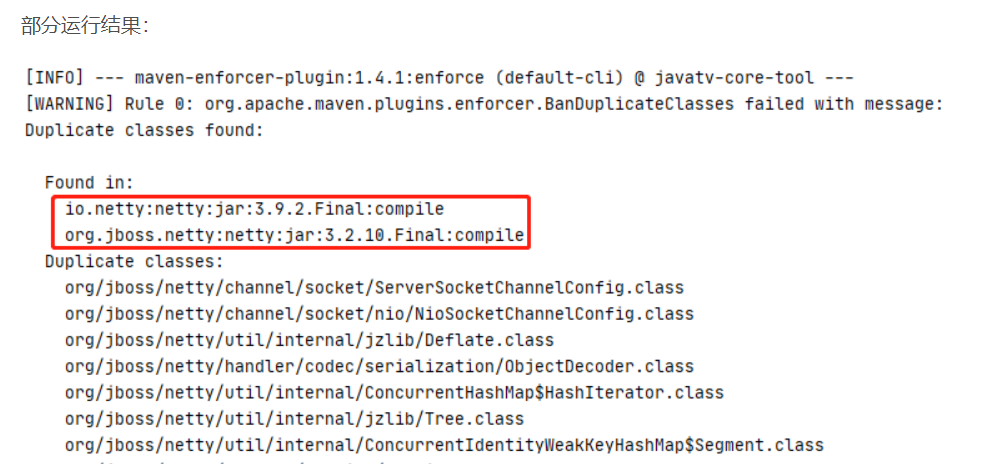 部分运行结果：
[INFO] --- maven-enforcer-plugin:1.4.1:enforce (default-cli) @ javatv-core-tool ---
[WARNING] Rule 0: org.apache.maven.plugins.enforcer.BanDuplicateClasses failed with message:
Duplicate classes found:
Found in:
io.netty:netty:jar:3.9.2.Final:compile
org.jboss.netty:netty:jar:3.2.10.Final:compile
Duplicate classes:
org/jboss/netty/channel/socket/ServerSocketChannelConfig.class
org/jboss/netty/channel/socket/nio/NioSocketChannelConfig.class
org/jboss/netty/util/internal/jzlib/Deflate.class
org/jboss/netty/handler/codec/serialization/ObjectDecoder.class
org/jboss/netty/util/internal/ConcurrentHashMap$HashIterator.class
org/jboss/netty/util/internal/jzlib/Tree.class
org/jboss/netty/util/internal/ConcurrentIdentityWeakKeyHashMap$Segment.class